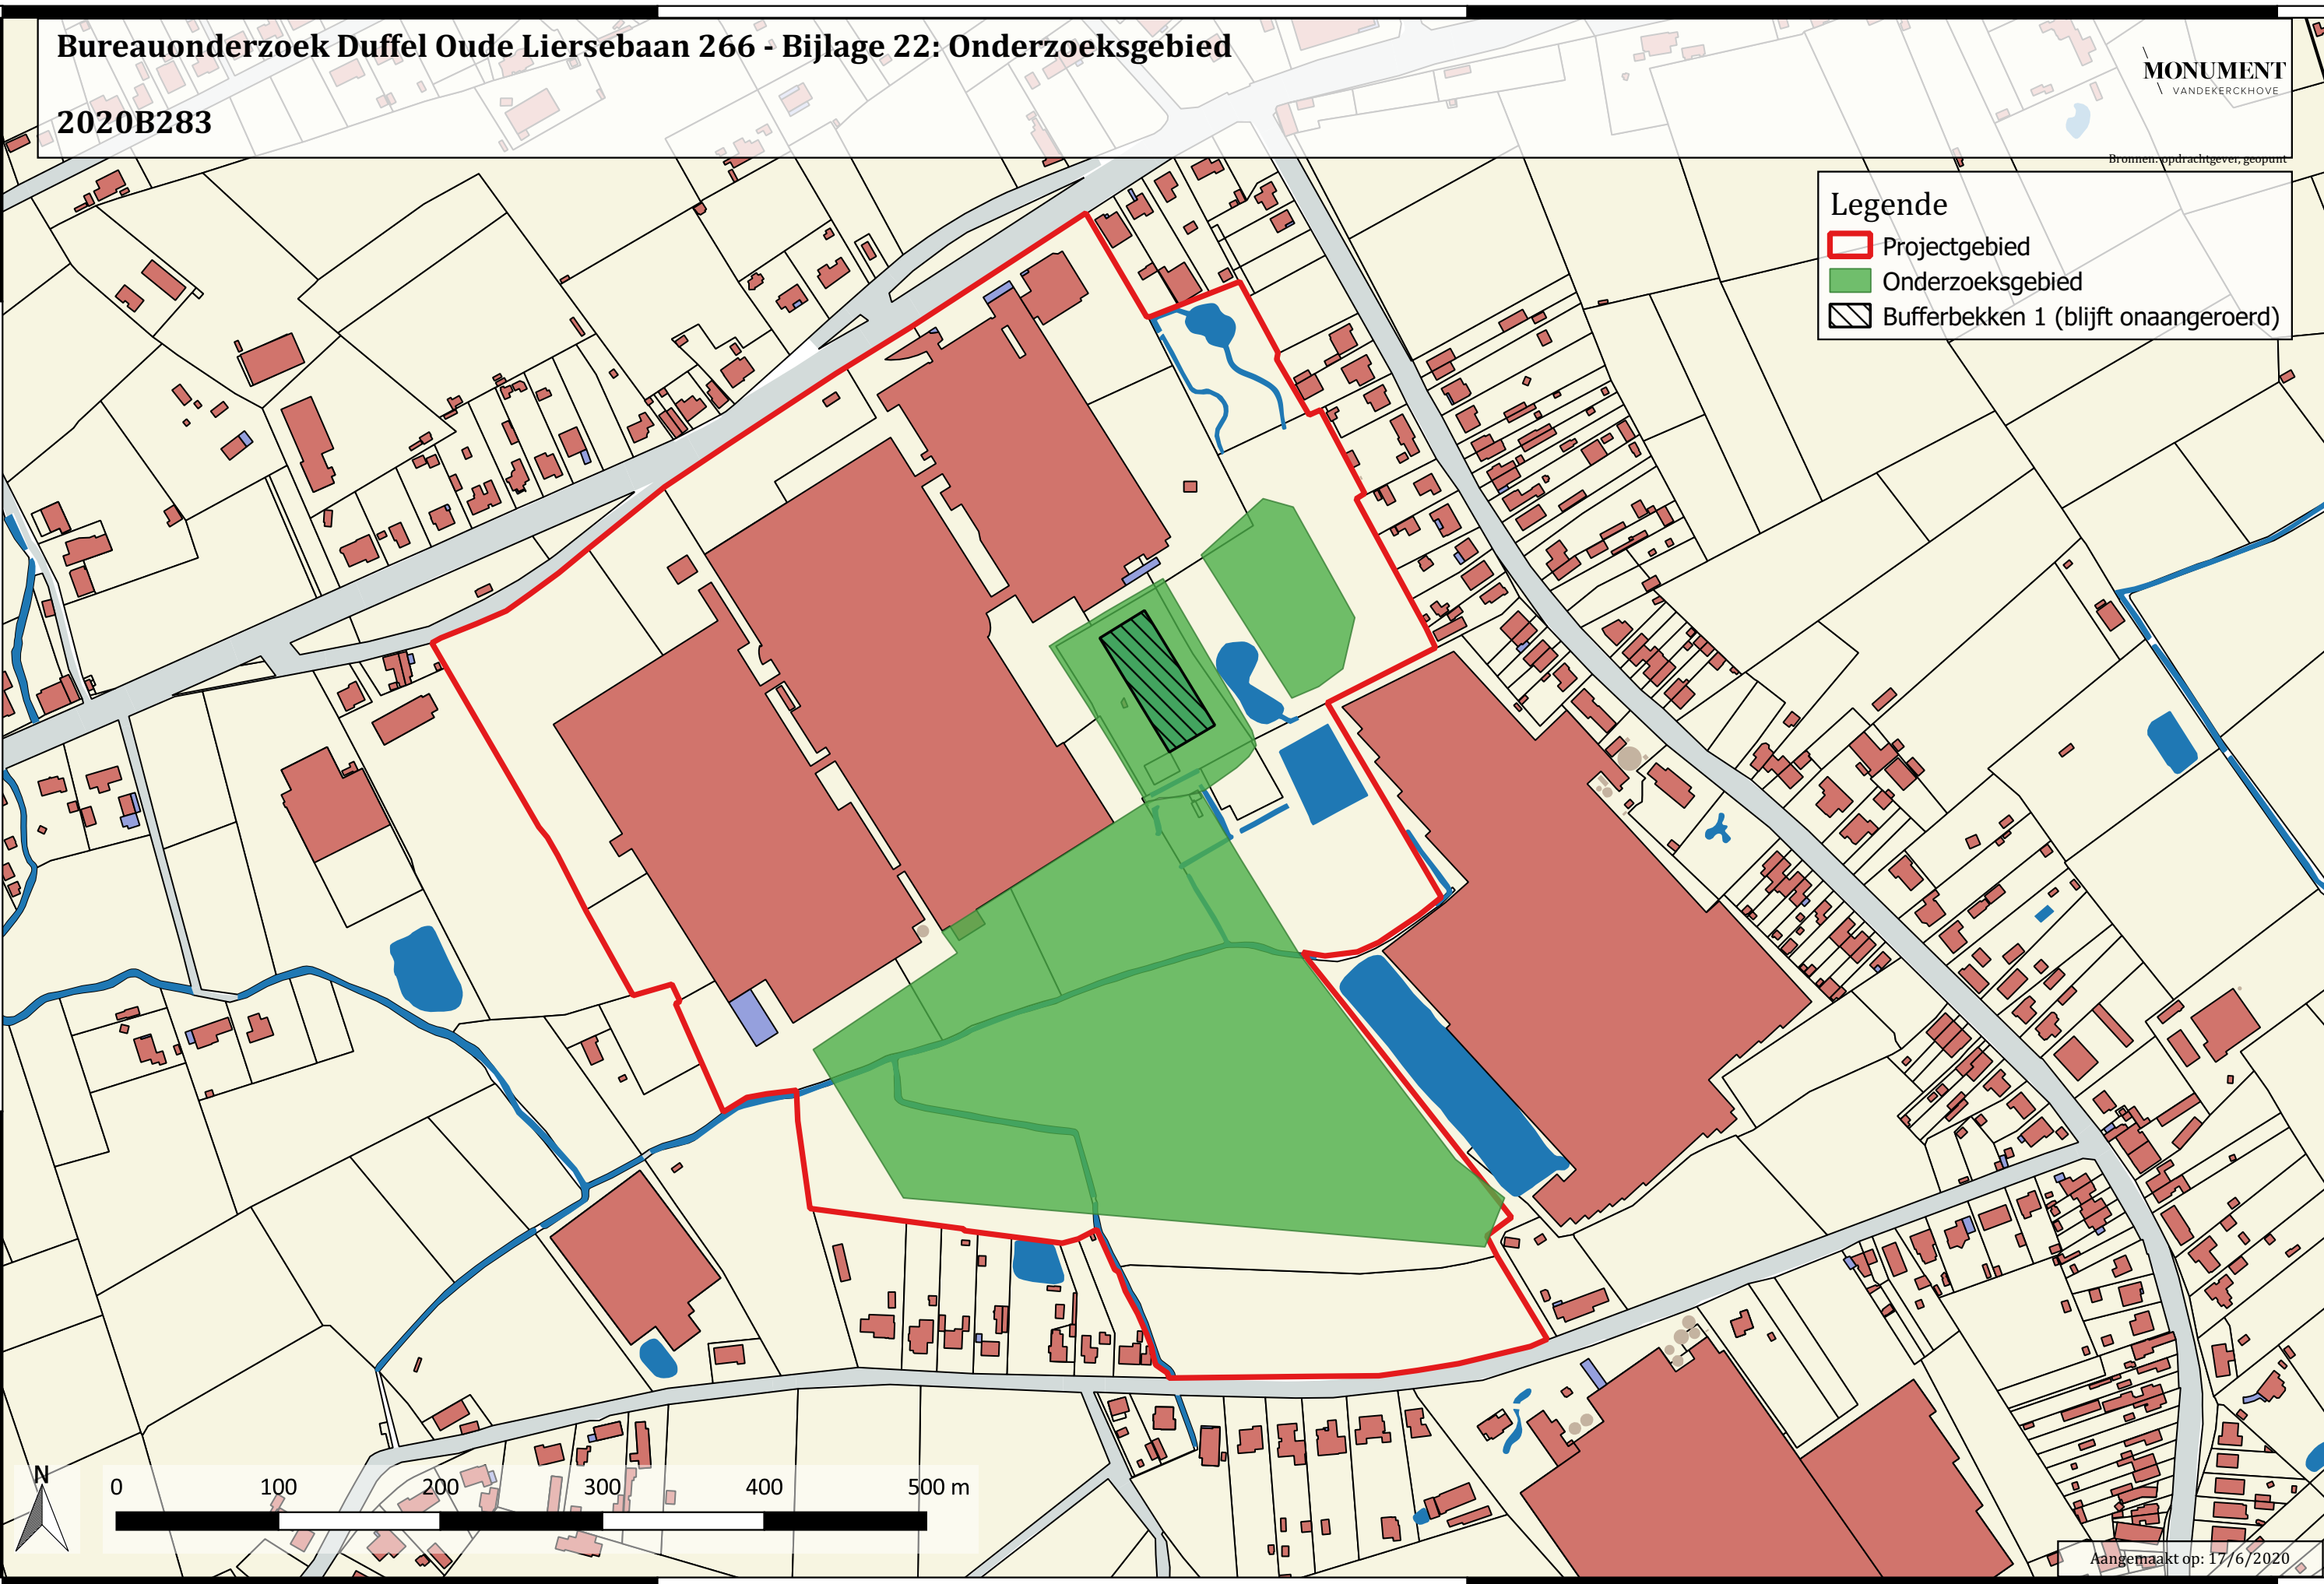 Bureauonderzoek Duffel Oude Liersebaan 266 - Bijlage 22: Onderzoeksgebied
2020B283
MONUMENT
VANDEKERCKHOVE
Bronnen: opdrachtgever, geopunt
Legende
Projectgebied
Onderzoeksgebied
Bufferbekken 1 (blijft onaangeroerd)
N
0 100 200 300 400 500 m
Aangemaakt op: 17/6/2020